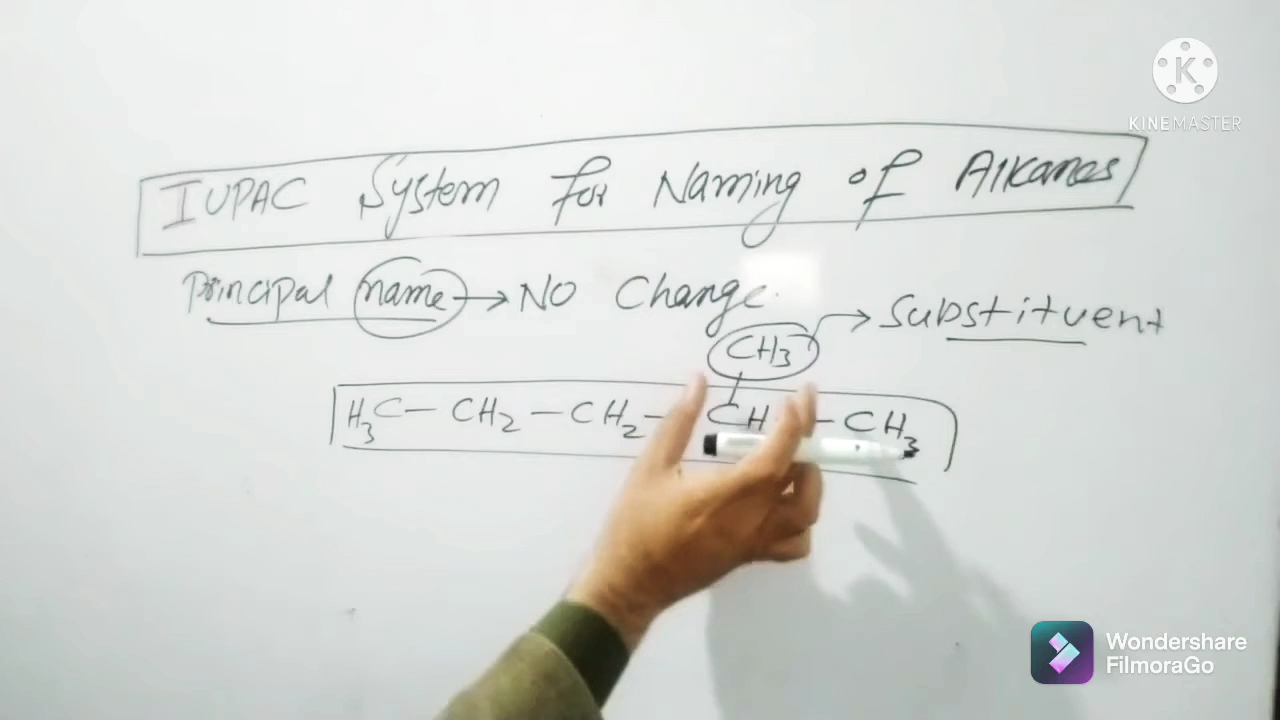 KINEMASTER
IUPAC System for Naming of Alkanes
Principal name → NO Change
→ Substituent
CH3
H3C — CH2 — CH2 — CH — CH3
Wondershare
FilmoraGo